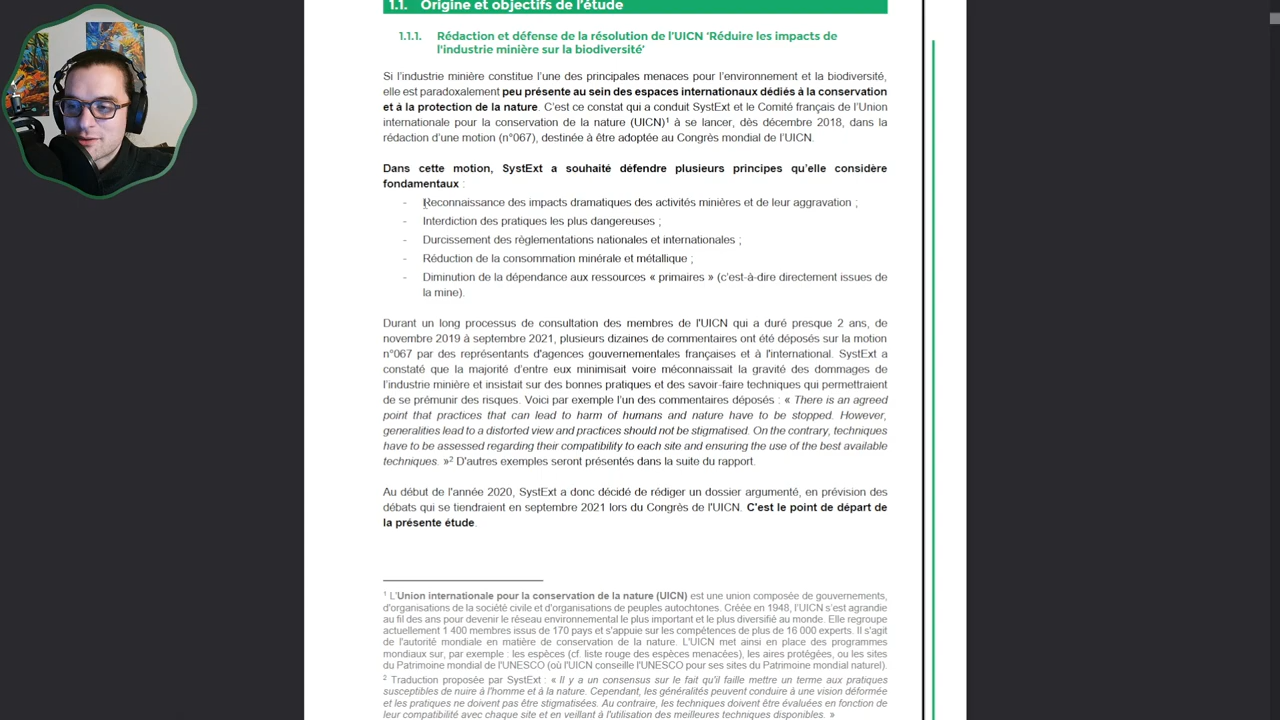 1.1. Origine et objectifs de l'étude
1.1.1. Rédaction et défense de la résolution de l'UICN 'Réduire les impacts de
l'industrie minière sur la biodiversité'
Si l'industrie minière constitue l'une des principales menaces pour l'environnement et la biodiversité,
elle est paradoxalement peu présente au sein des espaces internationaux dédiés à la conservation
et à la protection de la nature. C'est ce constat qui a conduit SystExt et le Comité français de l'Union
internationale pour la conservation de la nature (UICN)¹ à se lancer, dès décembre 2018, dans la
rédaction d'une motion (n°067), destinée à être adoptée au Congrès mondial de l'UICN.
Dans cette motion, SystExt a souhaité défendre plusieurs principes qu'elle considère
fondamentaux :
- Reconnaissance des impacts dramatiques des activités minières et de leur aggravation ;
- Interdiction des pratiques les plus dangereuses ;
- Durcissement des règlementations nationales et internationales ;
- Réduction de la consommation minérale et métallique ;
- Diminution de la dépendance aux ressources « primaires » (c'est-à-dire directement issues de
la mine).
Durant un long processus de consultation des membres de l'UICN qui a duré presque 2 ans, de
novembre 2019 à septembre 2021, plusieurs dizaines de commentaires ont été déposés sur la motion
n°067 par des représentants d'agences gouvernementales françaises et à l'international. SystExt a
constaté que la majorité d'entre eux minimisait voire méconnaissait la gravité des dommages de
l'industrie minière et insistait sur des bonnes pratiques et des savoir-faire techniques qui permettraient
de se prémunir des risques. Voici par exemple l'un des commentaires déposés : « There is an agreed
point that practices that can lead to harm of humans and nature have to be stopped. However,
generalities lead to a distorted view and practices should not be stigmatised. On the contrary, techniques
have to be assessed regarding their compatibility to each site and ensuring the use of the best available
techniques. »² D'autres exemples seront présentés dans la suite du rapport.
Au début de l'année 2020, SystExt a donc décidé de rédiger un dossier argumenté, en prévision des
débats qui se tiendraient en septembre 2021 lors du Congrès de l'UICN. C'est le point de départ de
la présente étude.
¹ L'Union internationale pour la conservation de la nature (UICN) est une union composée de gouvernements,
d'organisations de la société civile et d'organisations de peuples autochtones. Créée en 1948, l'UICN s'est agrandie
au fil des ans pour devenir le réseau environnemental le plus important et le plus diversifié au monde. Elle regroupe
actuellement 1 400 membres issus de 170 pays et s'appuie sur les compétences de plus de 16 000 experts. Il s'agit
de l'autorité mondiale en matière de conservation de la nature. L'UICN met ainsi en place des programmes
mondiaux sur, par exemple : les espèces (cf. liste rouge des espèces menacées), les aires protégées, ou les sites
du Patrimoine mondial de l'UNESCO (où l'UICN conseille l'UNESCO pour ses sites du Patrimoine mondial naturel).
² Traduction proposée par SystExt : « Il y a un consensus sur le fait qu'il faille mettre un terme aux pratiques
susceptibles de nuire à l'homme et à la nature. Cependant, les généralités peuvent conduire à une vision déformée
et les pratiques ne doivent pas être stigmatisées. Au contraire, les techniques doivent être évaluées en fonction de
leur compatibilité avec chaque site et en veillant à l'utilisation des meilleures techniques disponibles. »